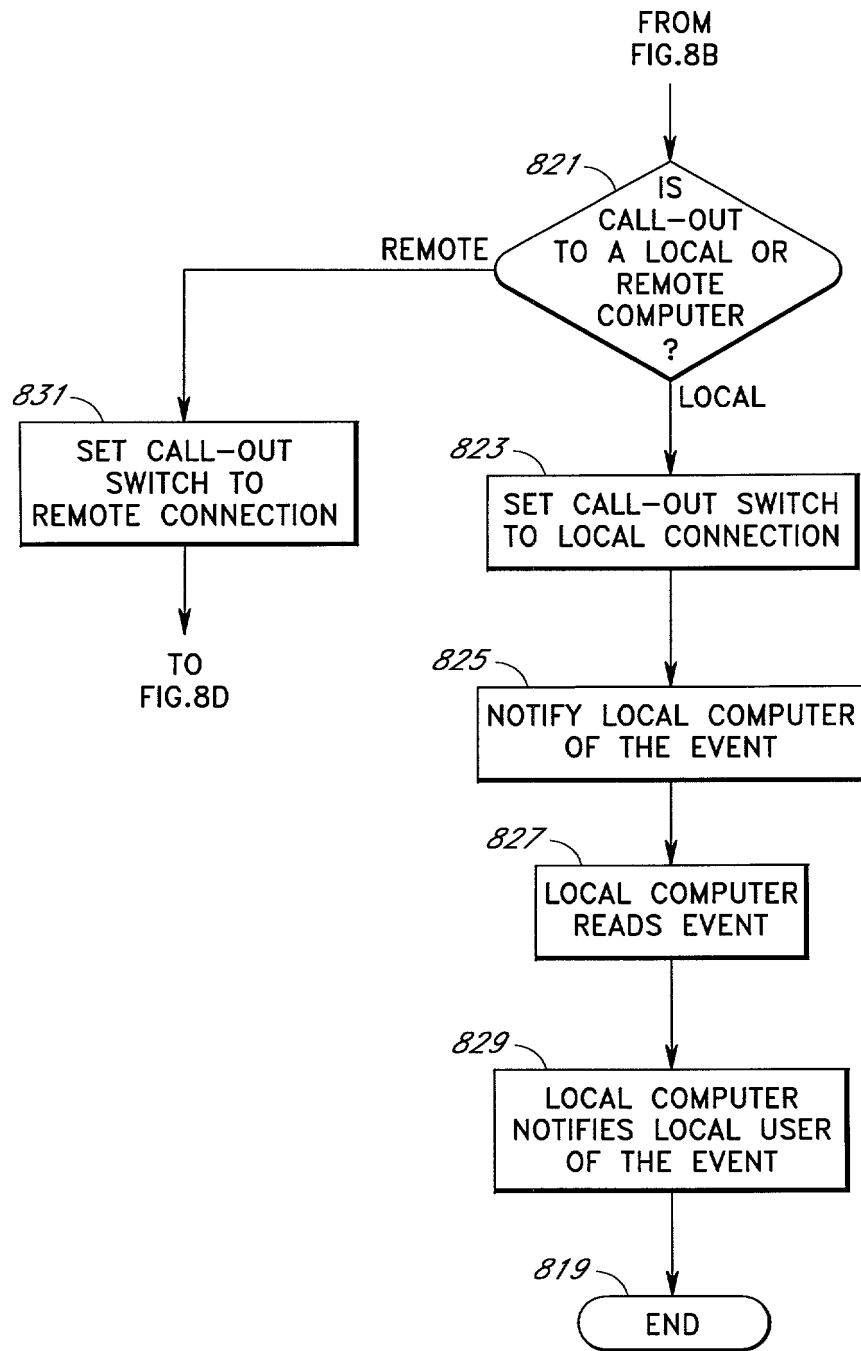 FROM
FIG.8B
821
IS
CALL-OUT
TO A LOCAL OR
REMOTE
COMPUTER
?
REMOTE
LOCAL
831
SET CALL-OUT
SWITCH TO
REMOTE CONNECTION
TO
FIG.8D
823
SET CALL-OUT SWITCH
TO LOCAL CONNECTION
825
NOTIFY LOCAL COMPUTER
OF THE EVENT
827
LOCAL COMPUTER
READS EVENT
829
LOCAL COMPUTER
NOTIFIES LOCAL USER
OF THE EVENT
819
END